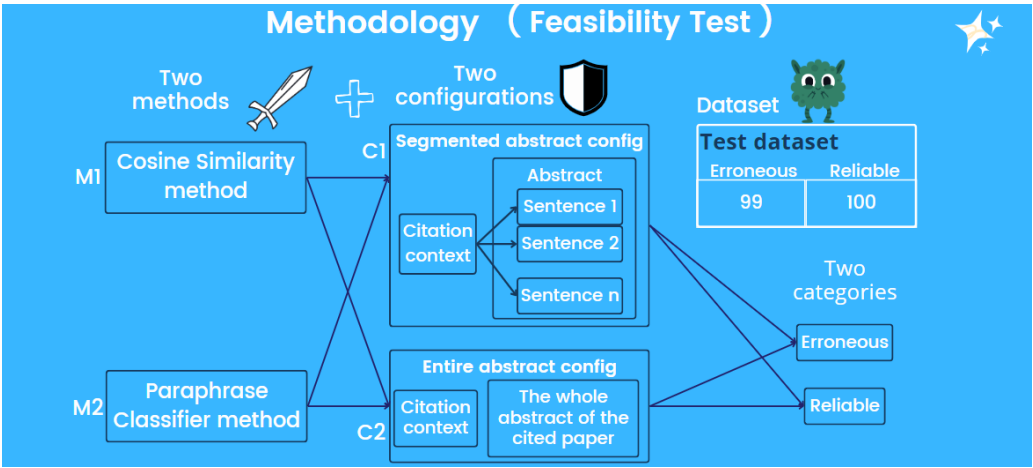 Methodology ( Feasibility Test )
Two
methods
Two
configurations
Dataset
Test dataset
Erroneous Reliable
99 100
M1
Cosine Similarity
method
M2
Paraphrase
Classifier method
C1
Segmented abstract config
Citation
context
Abstract
Sentence 1
Sentence 2
Sentence n
C2
Entire abstract config
Citation
context
The whole
abstract of the
cited paper
Two
categories
Erroneous
Reliable